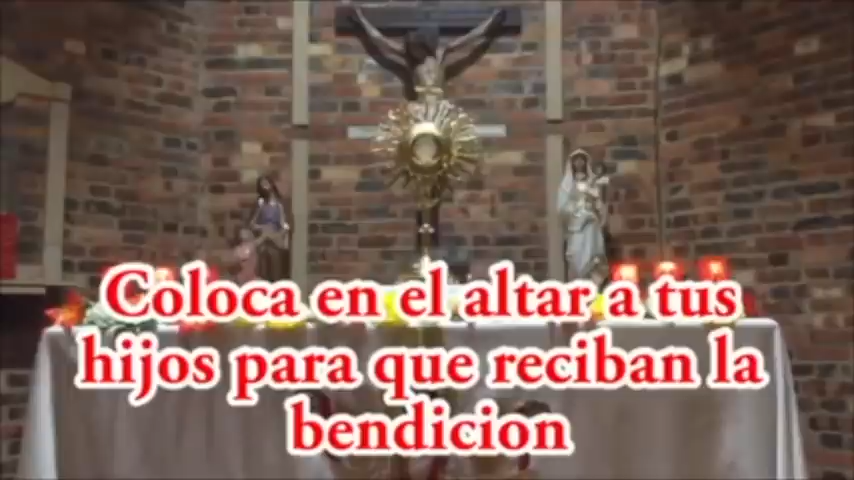 Coloca en el altar a tus
hijos para que reciban la
bendicion